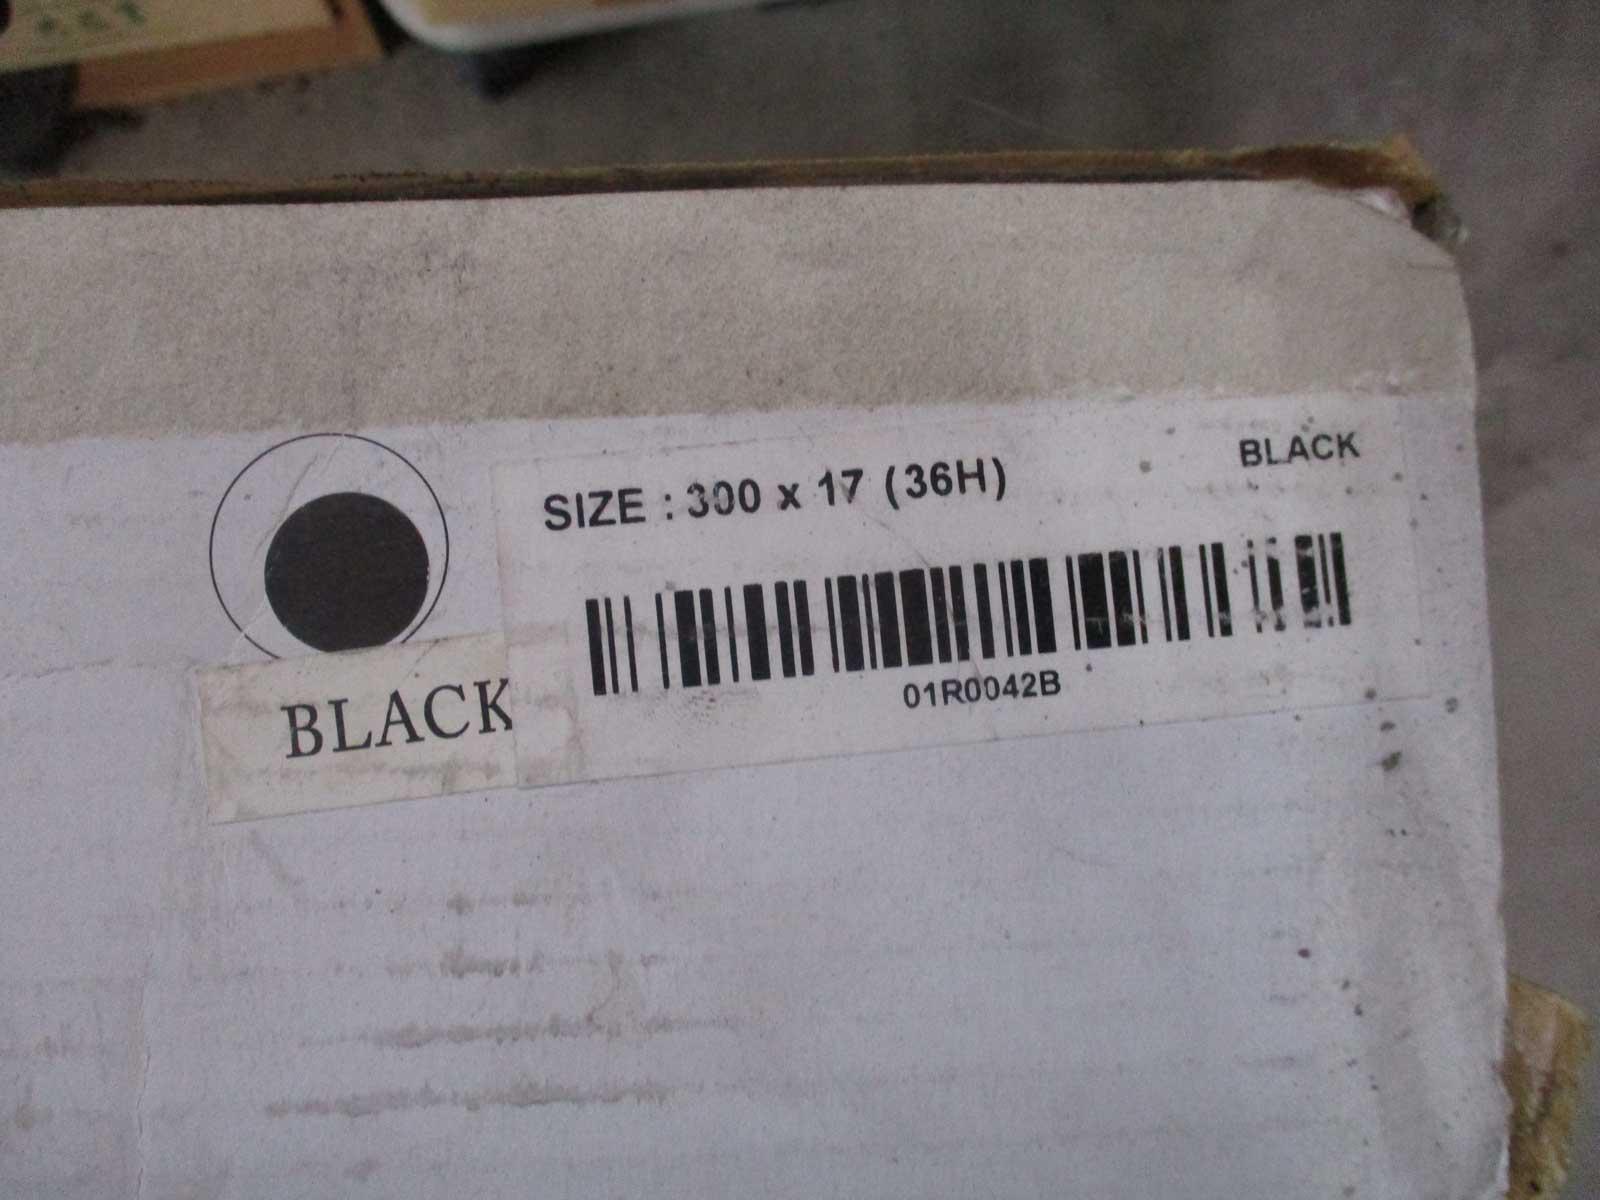 SIZE : 300 x 17 (36H)
BLACK
01R0042B
BLACK